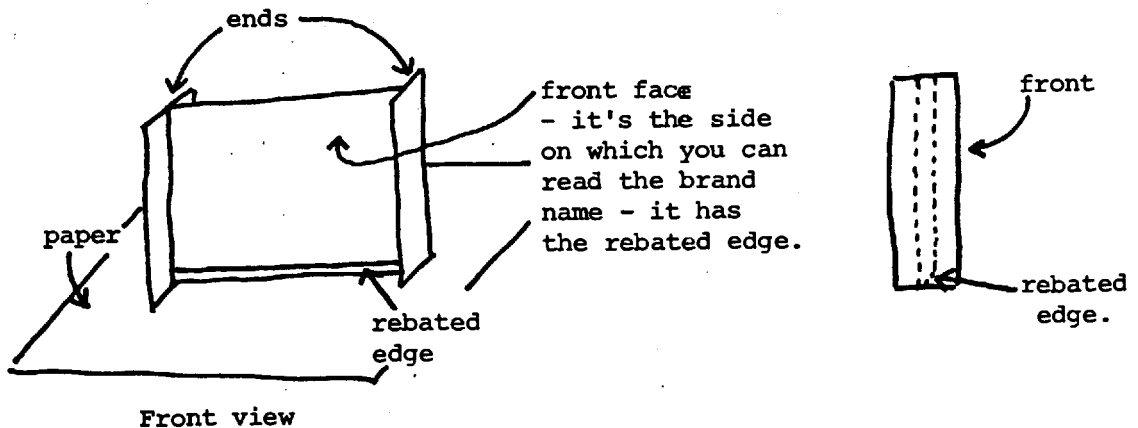 ends
front face
- it's the side
on which you can
read the brand
name - it has
the rebated edge.
paper
rebated
edge
Front view
front
rebated
edge.